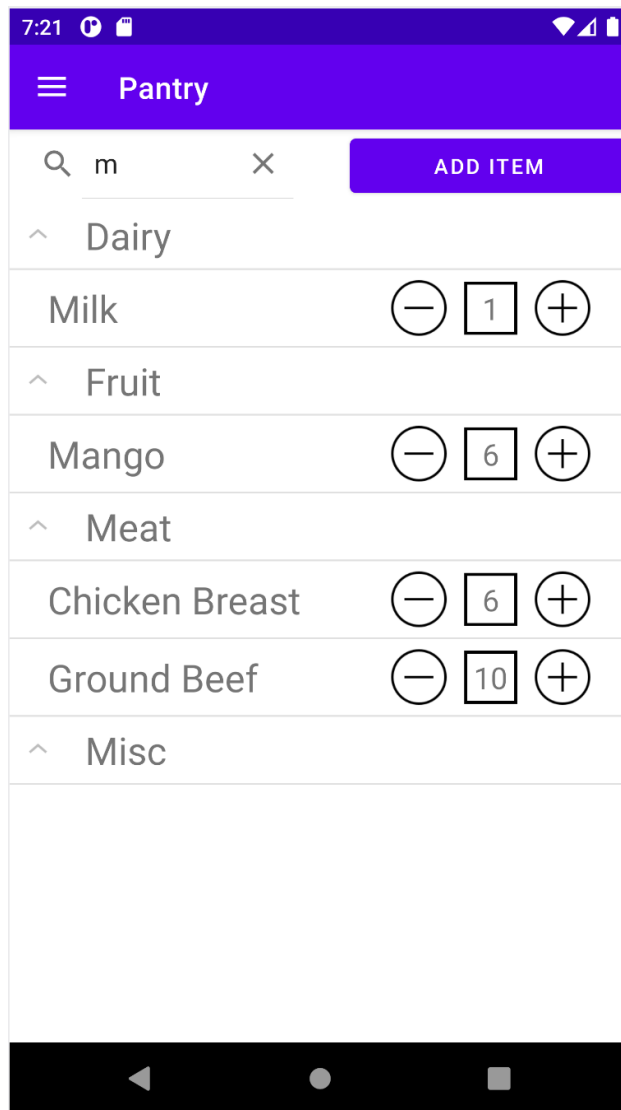 7:21
Pantry
m
ADD ITEM
Dairy
Milk 1
Fruit
Mango 6
Meat
Chicken Breast 6
Ground Beef 10
Misc